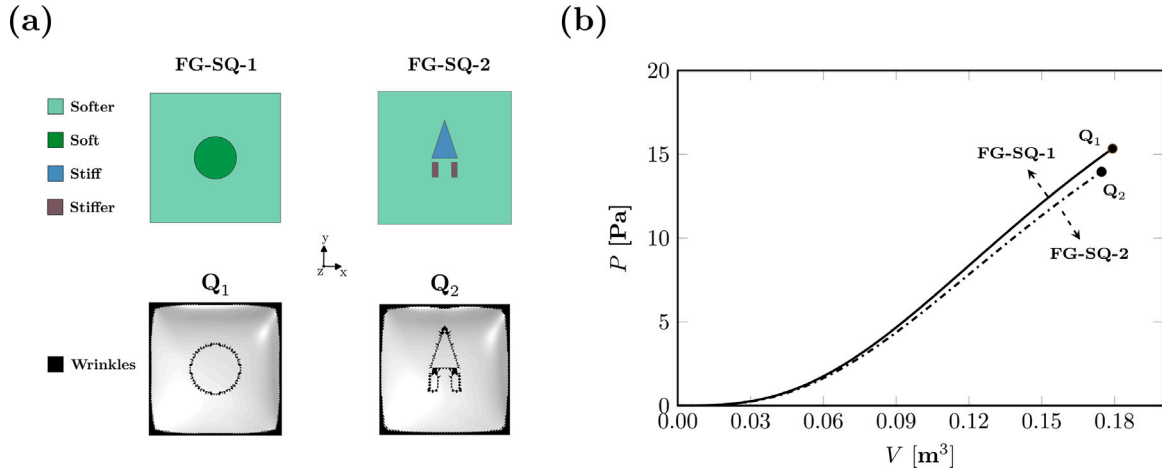 (a)
FG-SQ-1
FG-SQ-2
Softer
Soft
Stiff
Stiffer
y
z
x
Q₁
Q₂
Wrinkles
(b)
20
15
10
5
0
P [Pa]
Q₁
FG-SQ-1
Q₂
FG-SQ-2
0.00 0.03 0.06 0.09 0.12 0.15 0.18
V [m³]